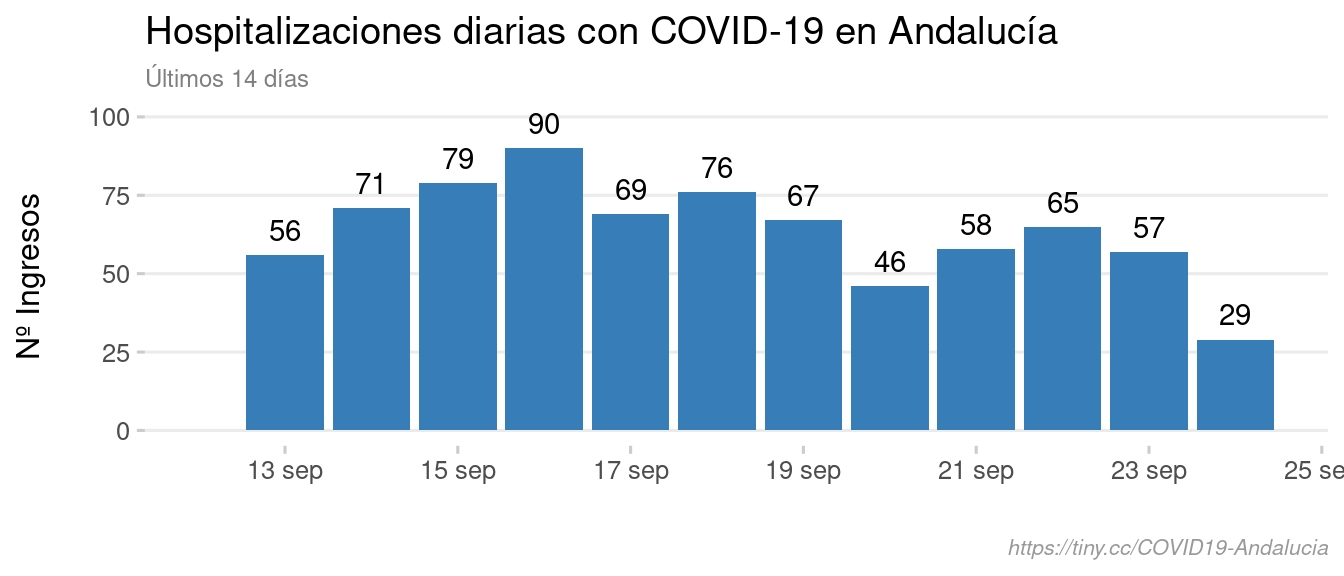 Hospitalizaciones diarias con COVID-19 en Andalucía
Últimos 14 días
100
75
50
25
0
Nº Ingresos
56
71
79
90
69
76
67
46
58
65
57
29
13 sep
15 sep
17 sep
19 sep
21 sep
23 sep
25 se
https://tiny.cc/COVID19-Andalucia